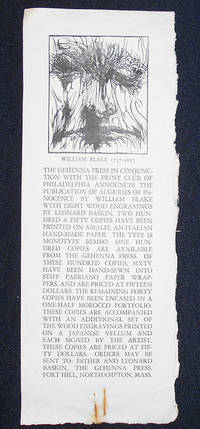 WILLIAM BLAKE 1757-1827
THE GEHENNA PRESS IN CONJUNC-
TION WITH THE PRINT CLUB OF
PHILADELPHIA ANNOUNCES THE
PUBLICATION OF AUGURIES OF IN-
NOCENCE BY WILLIAM BLAKE
WITH EIGHT WOOD ENGRAVINGS
BY LEONARD BASKIN, TWO HUN-
DRED & FIFTY COPIES HAVE BEEN
PRINTED ON AMALFI, AN ITALIAN
HAND-MADE PAPER. THE TYPE IS
MONOTYPE BEMBO. ONE HUN-
DRED COPIES ARE AVAILABLE
FROM THE GEHENNA PRESS. OF
THESE HUNDRED COPIES, SIXTY
HAVE BEEN HAND-SEWN INTO
STIFF FABRIANO PAPER WRAP-
PERS, AND ARE PRICED AT FIFTEEN
DOLLARS. THE REMAINING FORTY
COPIES HAVE BEEN ENCASED IN A
ONE-HALF MOROCCO PORTFOLIO.
THESE COPIES ARE ACCOMPANIED
WITH AN ADDITIONAL SET OF
THE WOOD ENGRAVINGS PRINTED
ON A JAPANESE VELLUM AND
EACH SIGNED BY THE ARTIST,
THESE COPIES ARE PRICED AT FIF-
TY DOLLARS. ORDERS MAY BE
SENT TO: ESTHER AND LEONARD
BASKIN, THE GEHENNA PRESS,
FORT HILL, NORTHAMPTON, MASS.